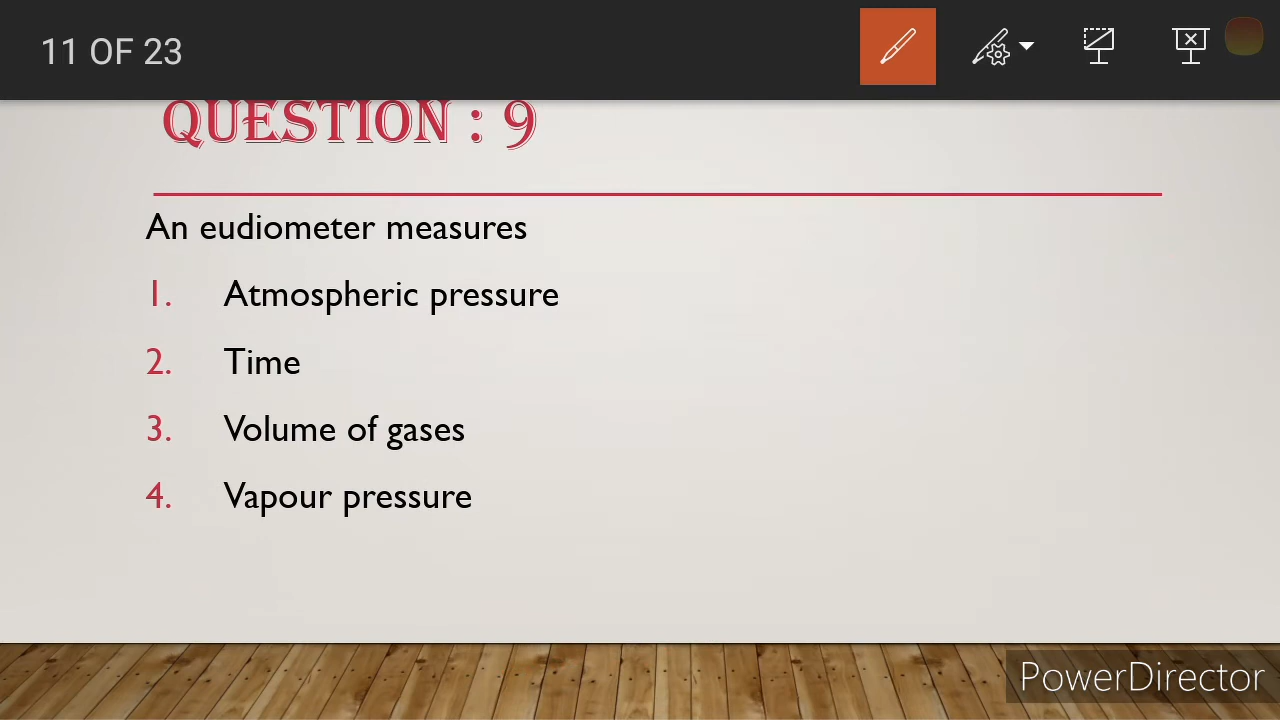 11 OF 23
QUESTION : 9
An eudiometer measures
1. Atmospheric pressure
2. Time
3. Volume of gases
4. Vapour pressure
PowerDirector